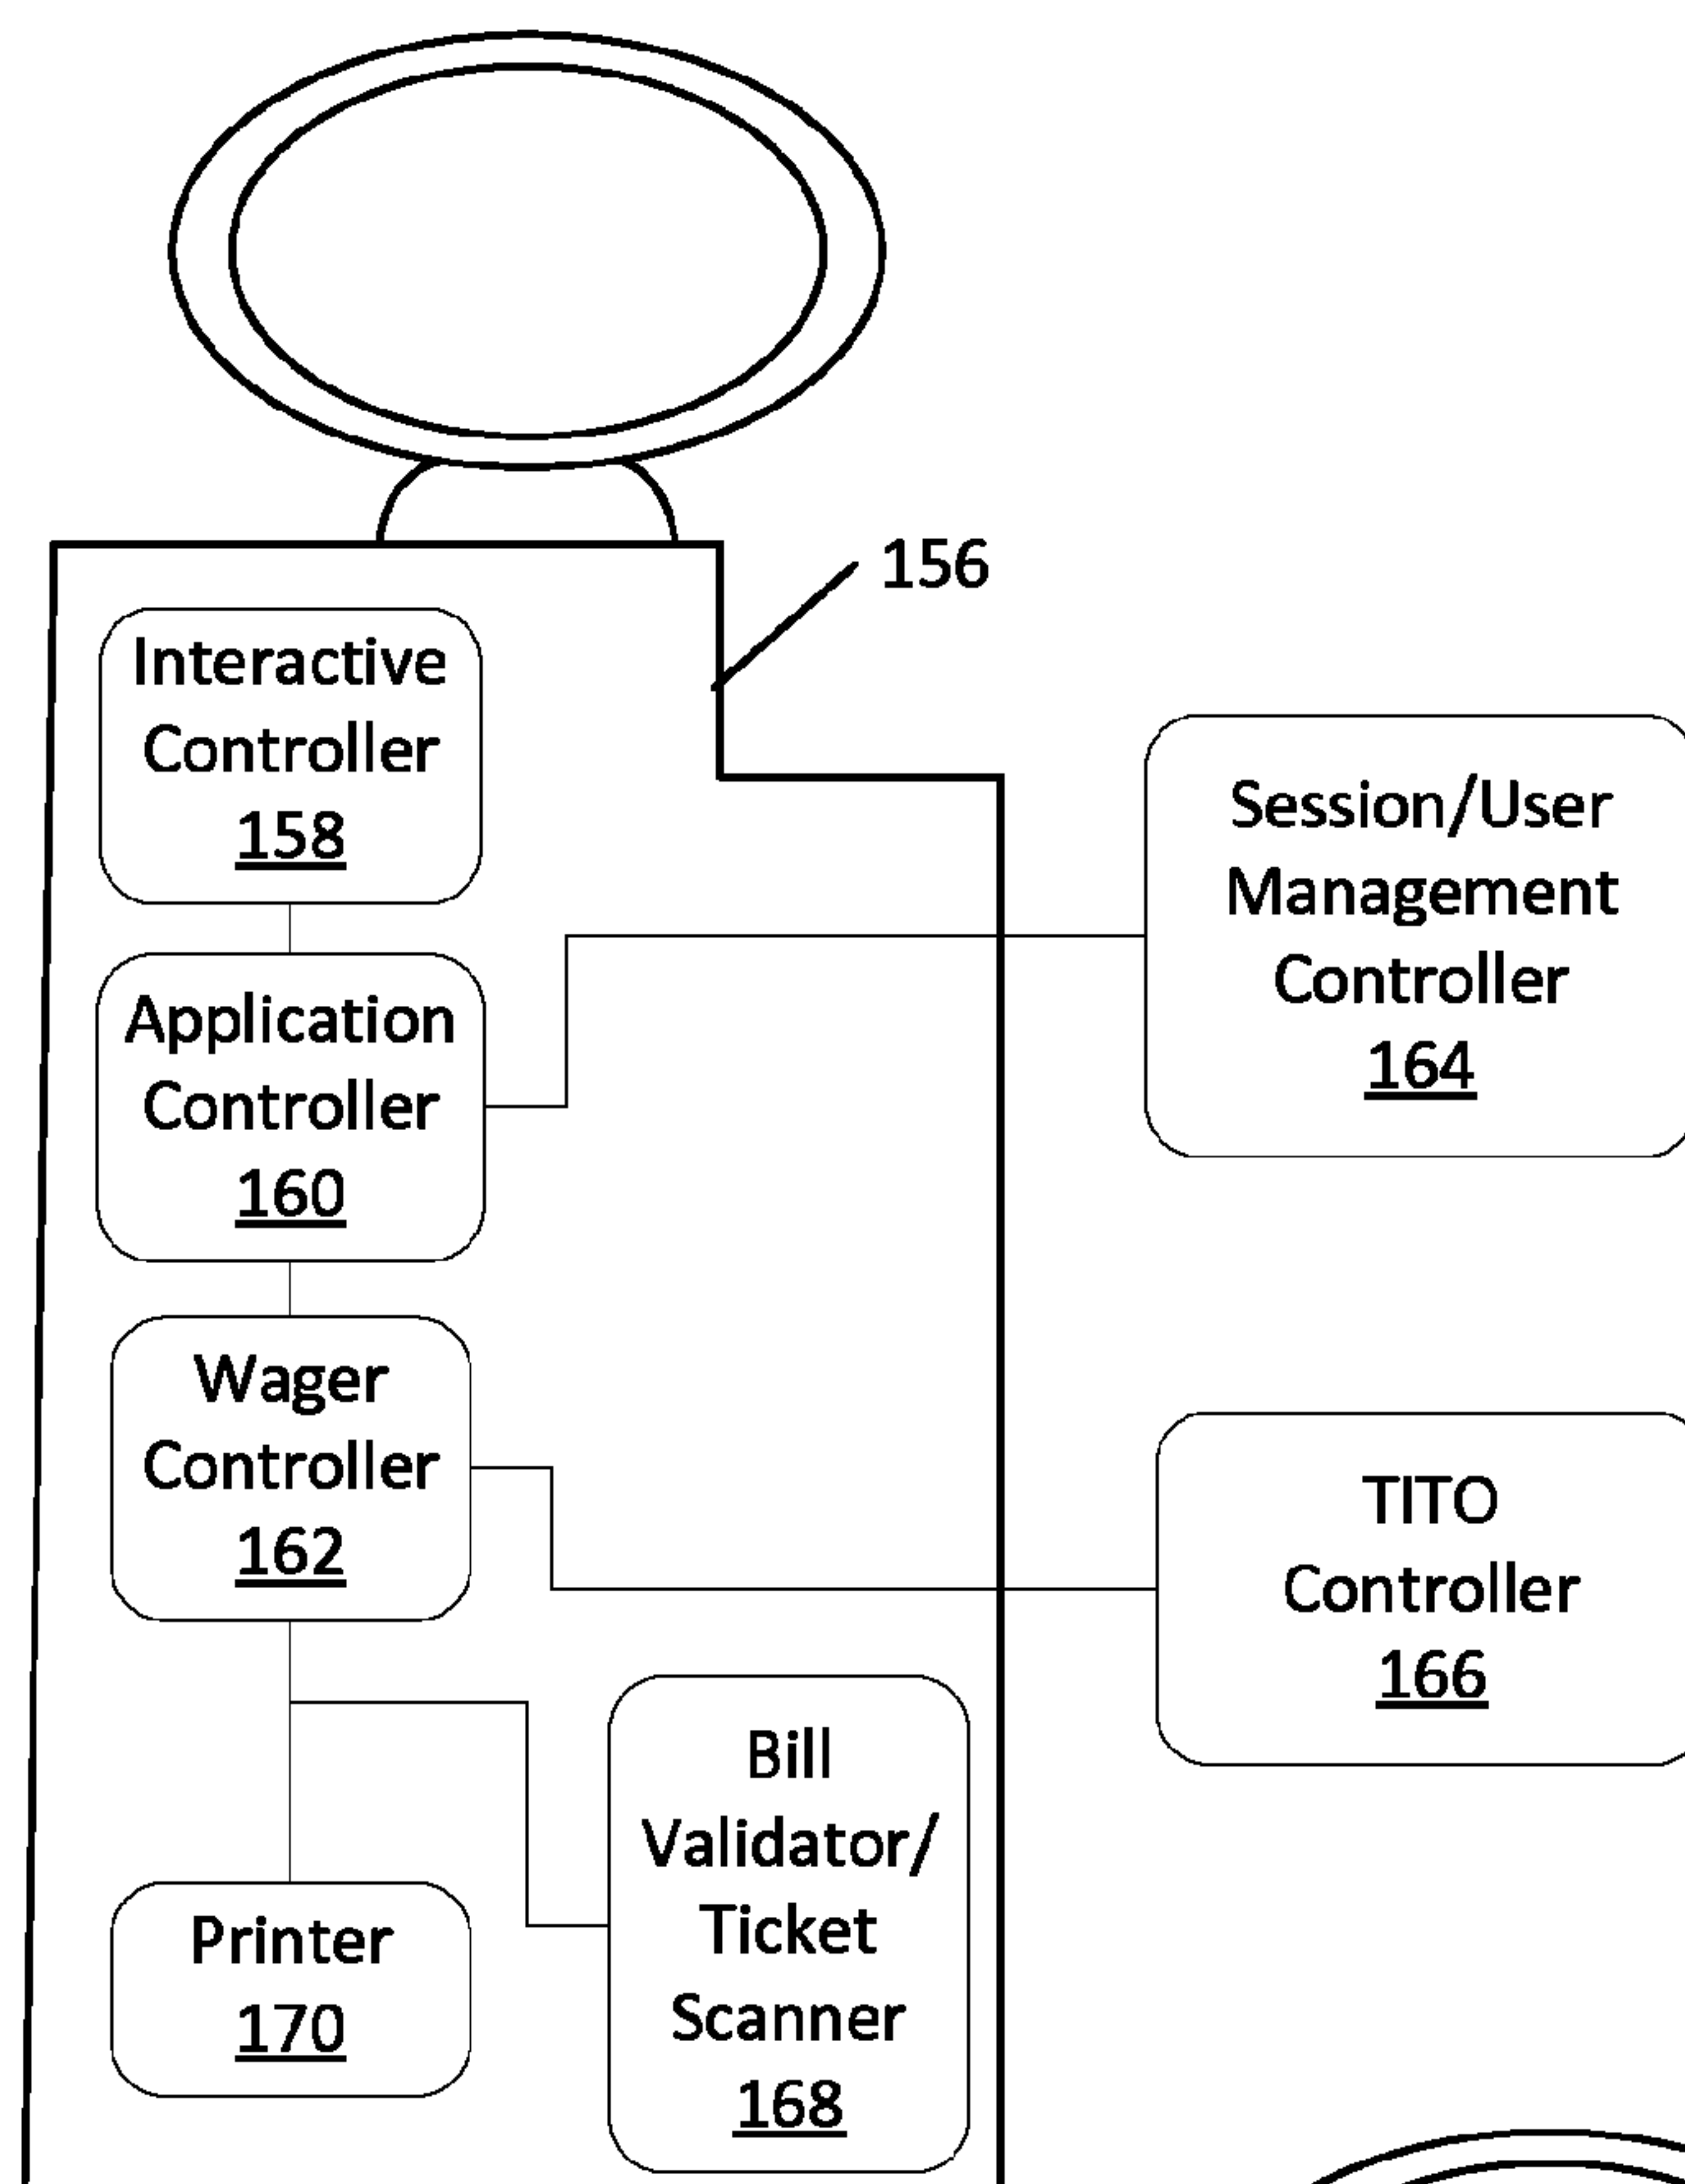 156
Interactive
Controller
158
Session/User
Management
Controller
164
Application
Controller
160
Wager
Controller
162
TITO
Controller
166
Bill
Validator/
Ticket
Scanner
168
Printer
170